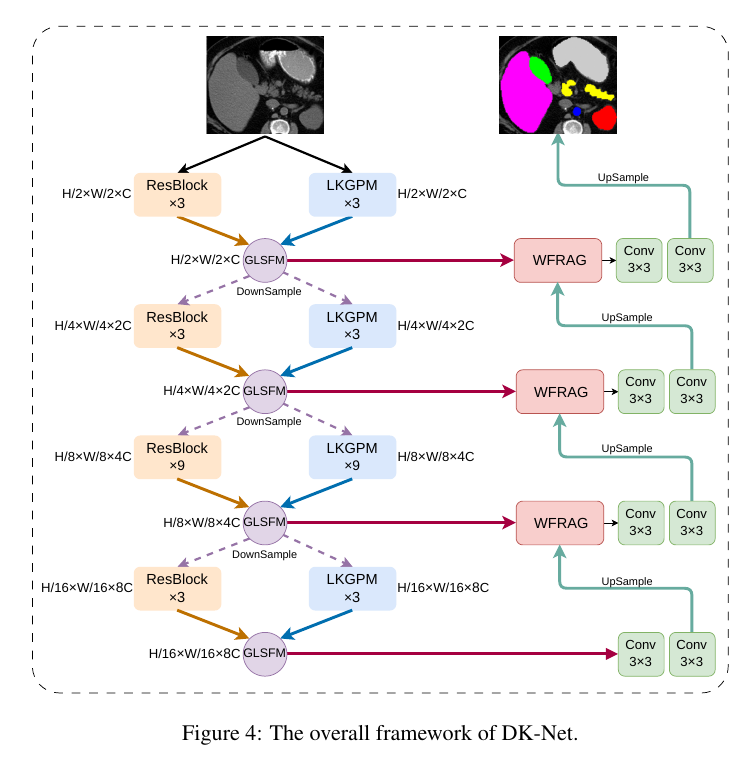 UpSample
H/2×W/2×C
ResBlock
×3
LKGPM
×3
H/2×W/2×C
H/2×W/2×C
GLSFM
WFRAG
Conv
3×3
Conv
3×3
DownSample
UpSample
H/4×W/4×2C
ResBlock
×3
LKGPM
×3
H/4×W/4×2C
H/4×W/4×2C
GLSFM
WFRAG
Conv
3×3
Conv
3×3
DownSample
UpSample
ResBlock
×9
LKGPM
×9
H/8×W/8×4C
H/8×W/8×4C
H/8×W/8×4C
GLSFM
WFRAG
Conv
3×3
Conv
3×3
DownSample
UpSample
H/16×W/16×8C
ResBlock
×3
LKGPM
×3
H/16×W/16×8C
H/16×W/16×8C
GLSFM
Conv
3×3
Conv
3×3
Figure 4: The overall framework of DK-Net.